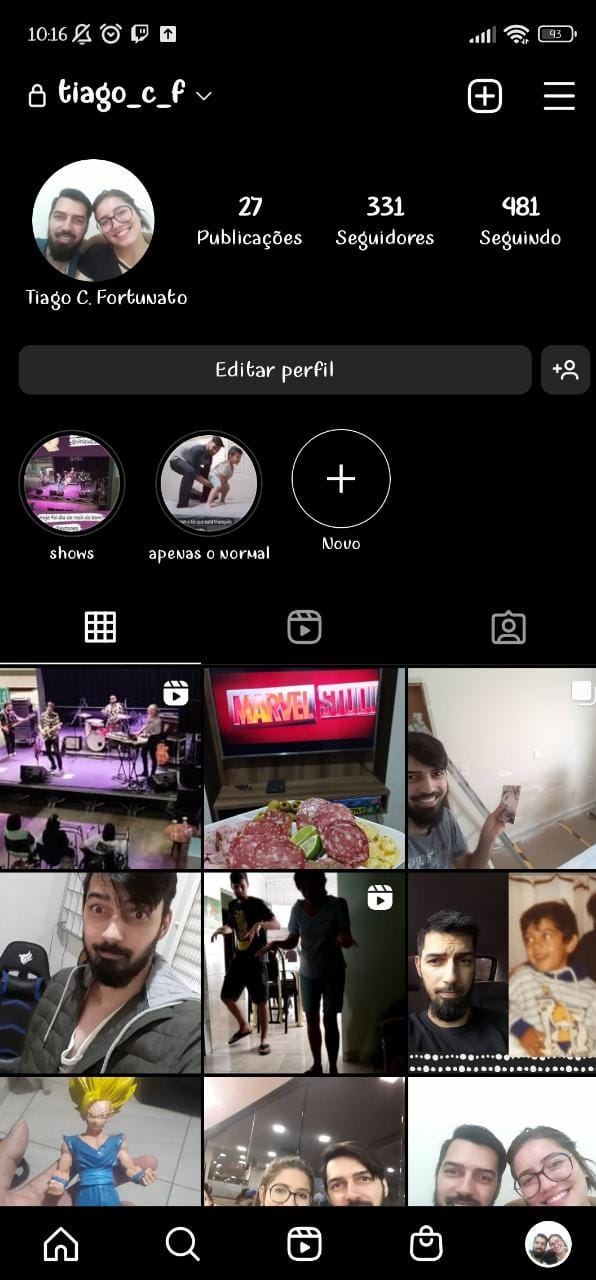 10:16
93
tiago_c_f
27
331
481
Publicações
Seguidores
Seguindo
Tiago C. Fortunato
Editar perfil
shows
apenas o normal
Novo
MARVEL STUDI